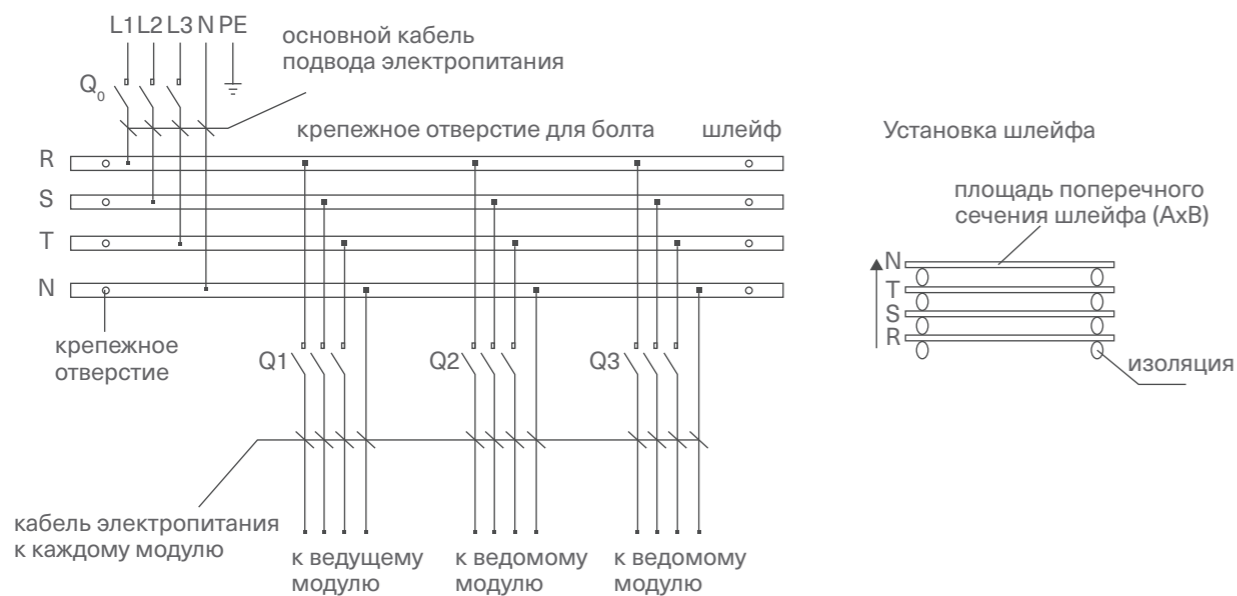 L1 L2 L3 N PE
основной кабель
подвода электропитания
Q0
крепежное отверстие для болта
шлейф
R
S
T
N
крепежное
отверстие
Q1
Q2
Q3
кабель электропитания
к каждому модулю
к ведущему
модулю
к ведомому
модулю
к ведомому
модулю
Установка шлейфа
площадь поперечного
сечения шлейфа (АxВ)
N
T
S
R
изоляция